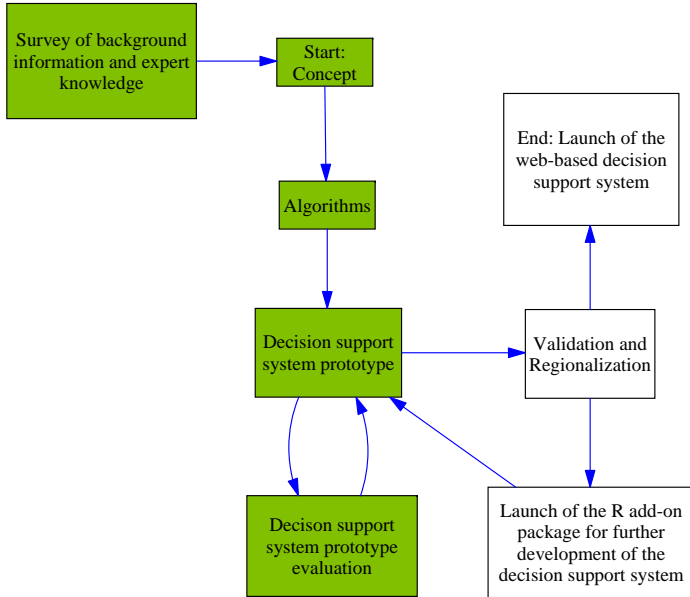 Survey of background
information and expert
knowledge
Start:
Concept
End: Launch of the
web-based decision
support system
Algorithms
Decision support
system prototype
Validation and
Regionalization
Decison support
system prototype
evaluation
Launch of the R add-on
package for further
development of the
decision support system